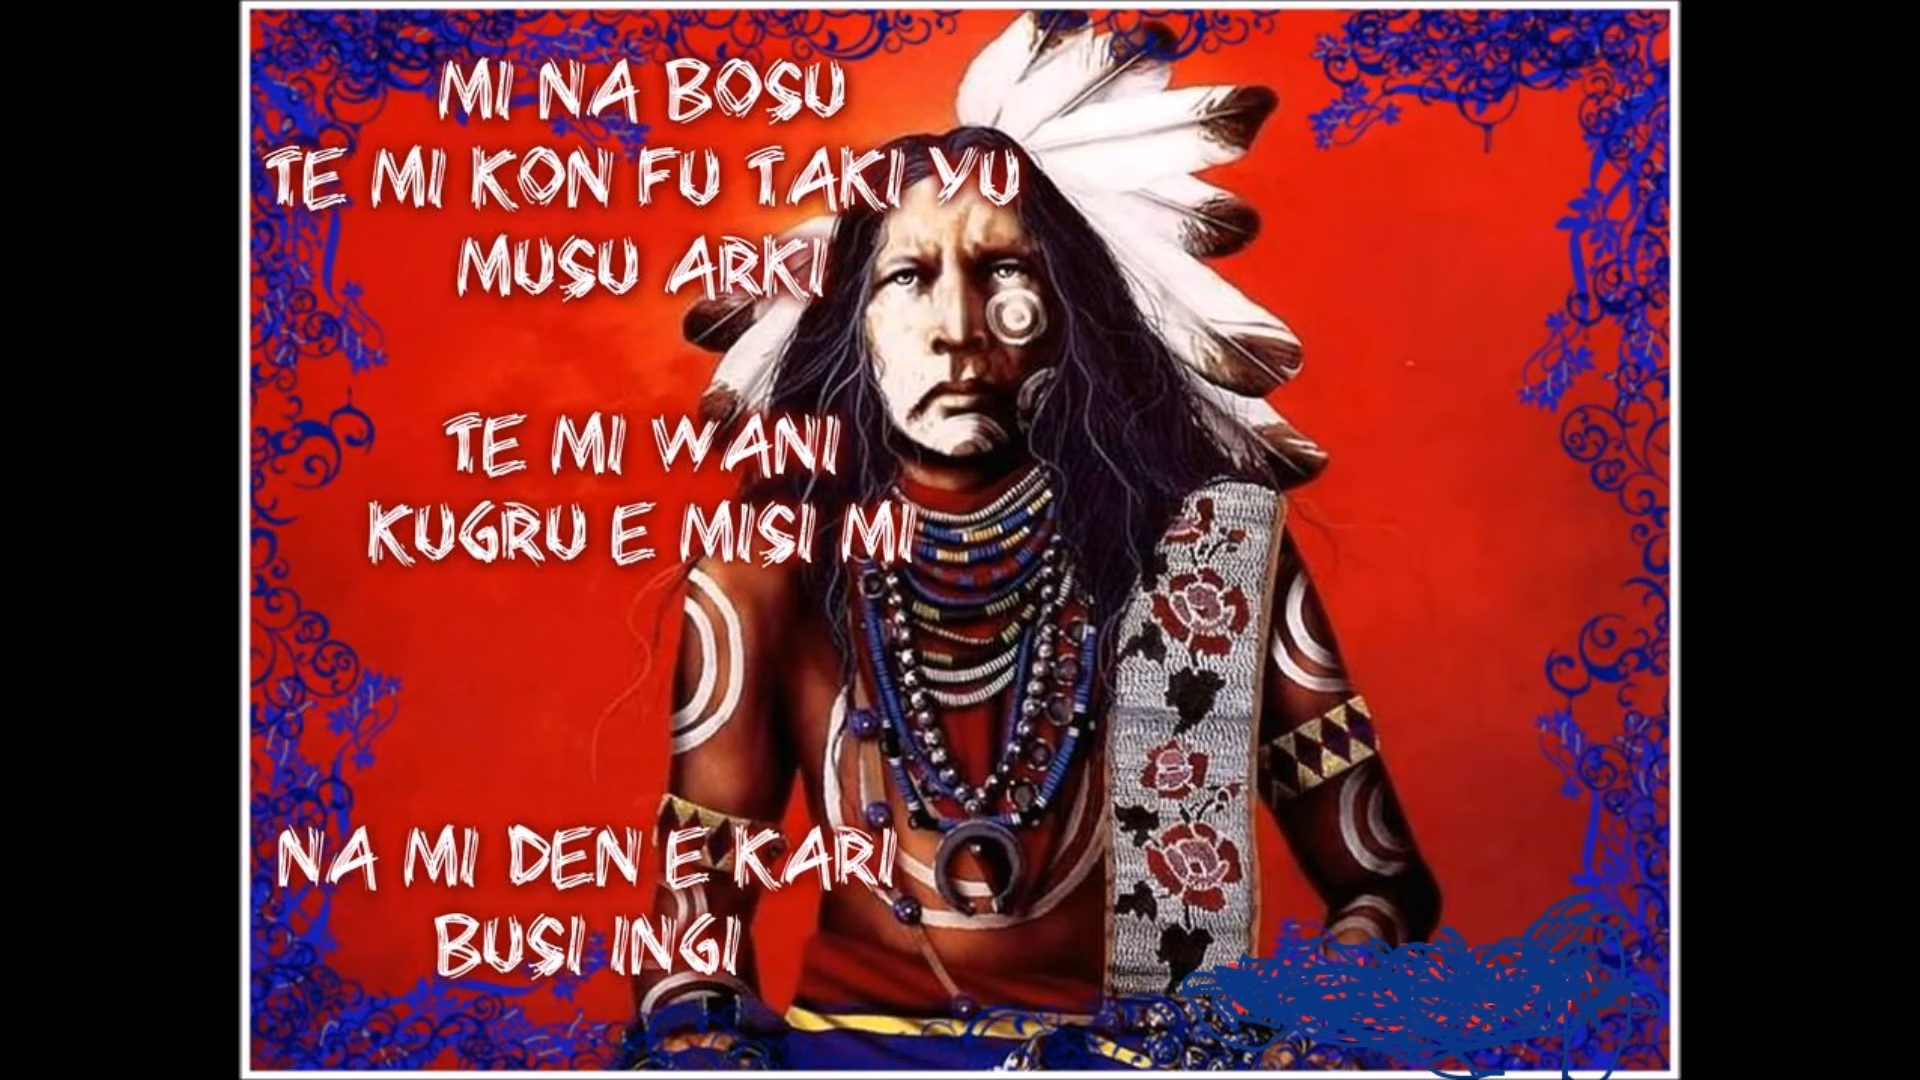 MI NA BOSU
TE MI KON FU TAKI YU
MUSU ARKI
TE MI WANI
KUGRU E MISI MI
NA MI DEN E KARI
BUSI INGI